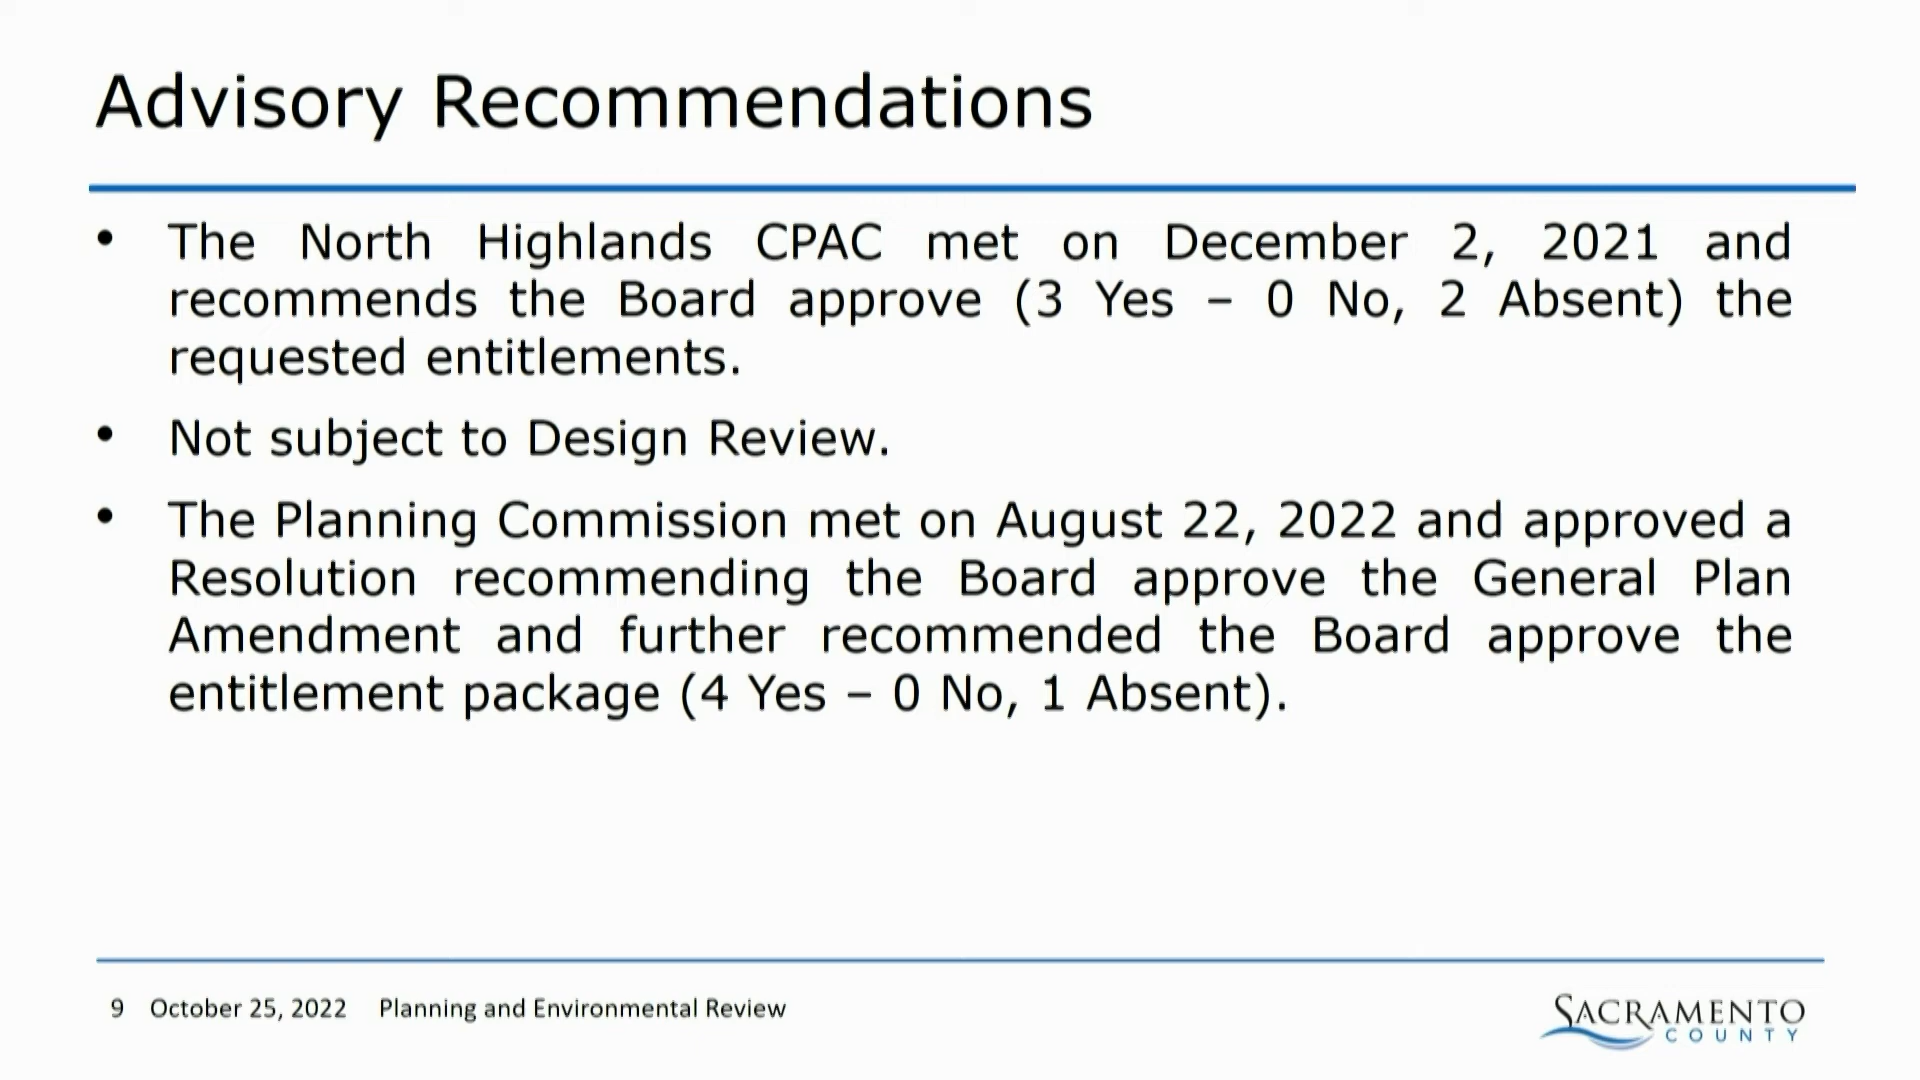 Advisory Recommendations
• The North Highlands CPAC met on December 2, 2021 and
recommends the Board approve (3 Yes – 0 No, 2 Absent) the
requested entitlements.
• Not subject to Design Review.
• The Planning Commission met on August 22, 2022 and approved a
Resolution recommending the Board approve the General Plan
Amendment and further recommended the Board approve the
entitlement package (4 Yes – 0 No, 1 Absent).
9 October 25, 2022 Planning and Environmental Review
SACRAMENTO
COUNTY